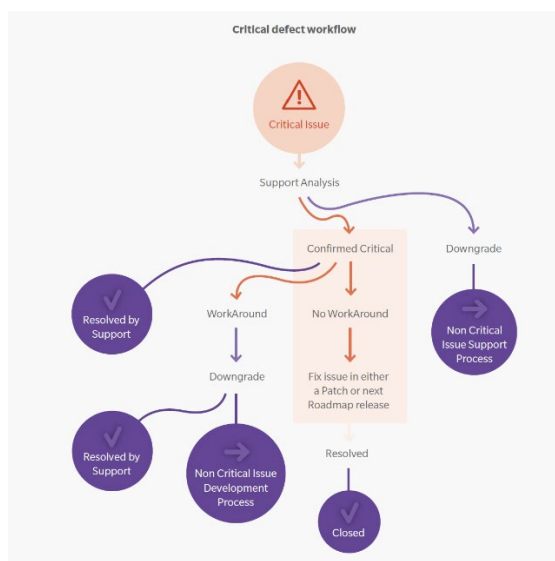 Critical defect workflow
Critical Issue
Support Analysis
Confirmed Critical
Downgrade
Resolved by
Support
WorkAround
No WorkAround
Non Critical
Issue Support
Process
Downgrade
Fix issue in either
a Patch or next
Roadmap release
Resolved by
Support
Non Critical Issue
Development
Process
Resolved
Closed